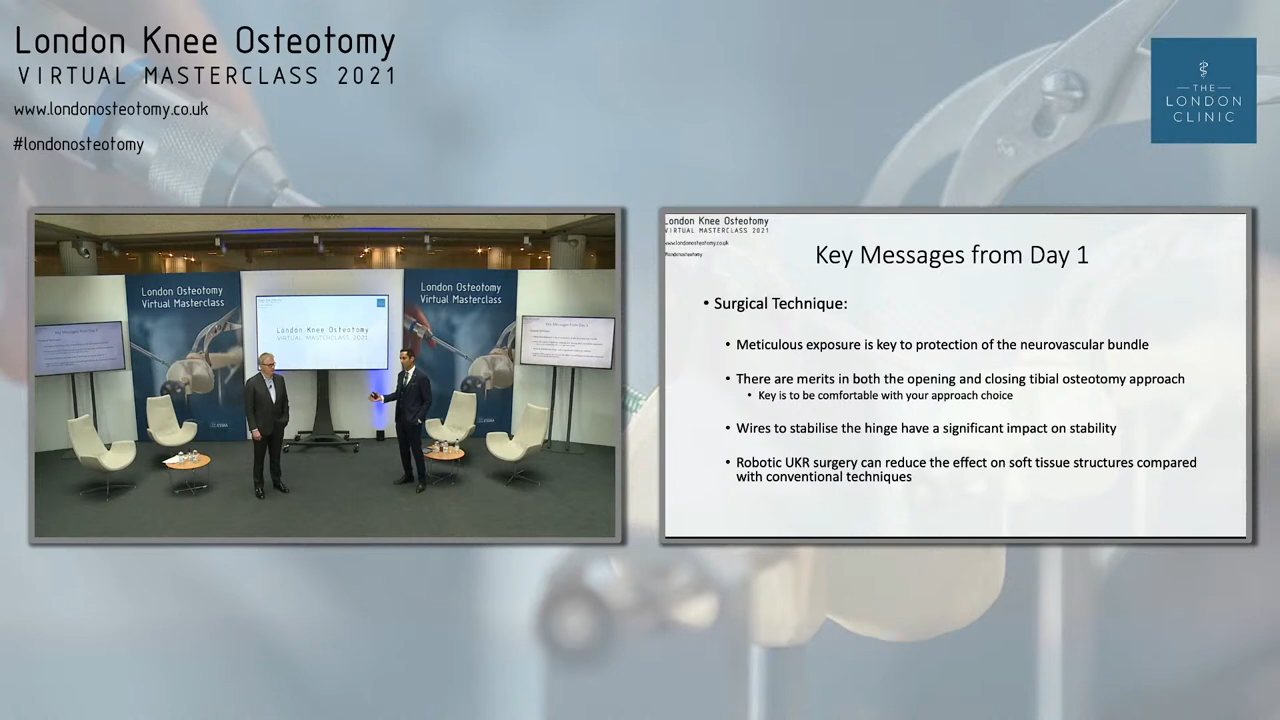 London Knee Osteotomy
VIRTUAL MASTERCLASS 2021
www.londonosteotomy.co.uk
#londonosteotomy
THE
LONDON
CLINIC
London Osteotomy
Virtual Masterclass
London Knee Osteotomy
VIRTUAL MASTERCLASS 2021
London Osteotomy
Virtual Masterclass
Key Messages from Day 1
London Knee Osteotomy
VIRTUAL MASTERCLASS 2021
www.londonosteotomy.co.uk
#londonosteotomy
Key Messages from Day 1
• Surgical Technique:
• Meticulous exposure is key to protection of the neurovascular bundle
• There are merits in both the opening and closing tibial osteotomy approach
• Key is to be comfortable with your approach choice
• Wires to stabilise the hinge have a significant impact on stability
• Robotic UKR surgery can reduce the effect on soft tissue structures compared
with conventional techniques